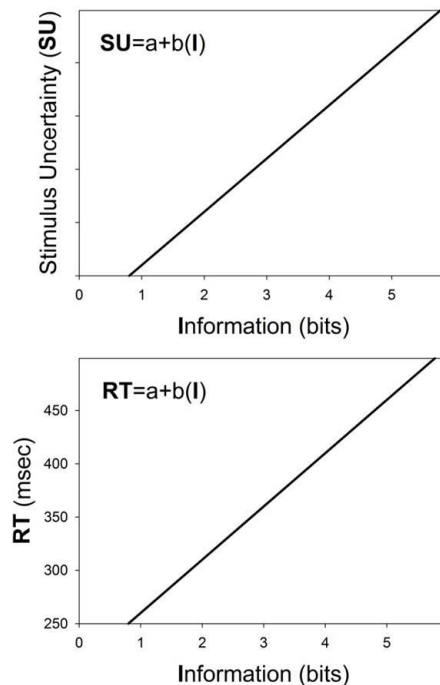 SU=a+b(I)
Stimulus Uncertainty (SU)
0 1 2 3 4 5
Information (bits)
RT=a+b(I)
RT (msec)
450
400
350
300
250
0 1 2 3 4 5
Information (bits)